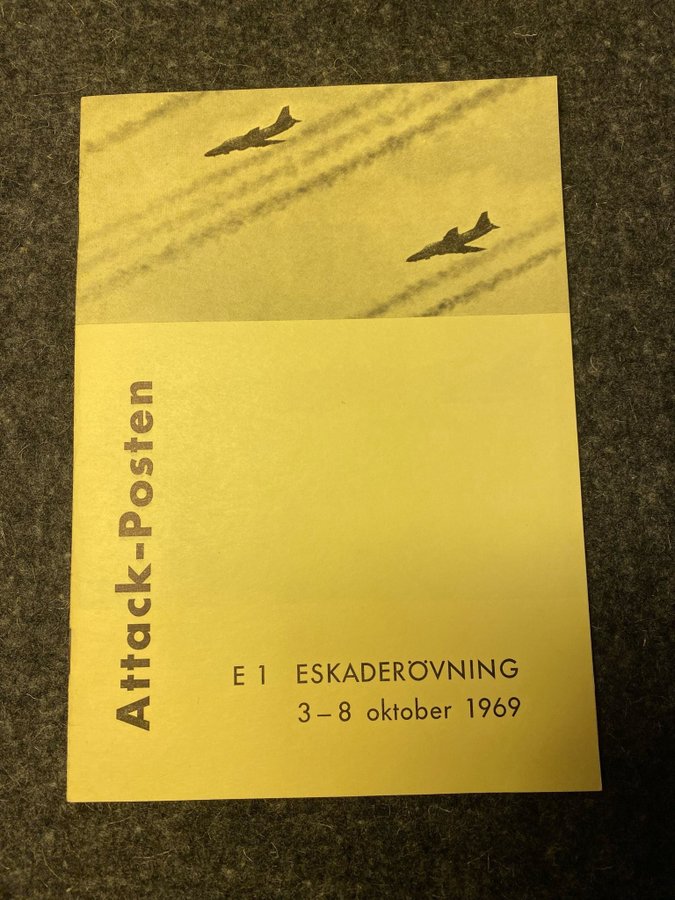 Attack-Posten
E 1 ESKADERÖVNING
3–8 oktober 1969